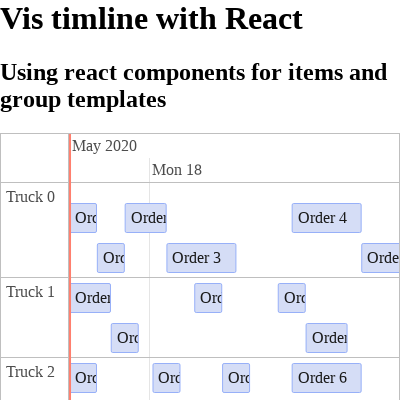 Vis timline with React
Using react components for items and
group templates
May 2020
Mon 18
Truck 0
Ord
Order
Order 4
Ord
Order 3
Orde
Truck 1
Order
Ord
Ord
Ord
Order
Truck 2
Ord
Ord
Ord
Order 6